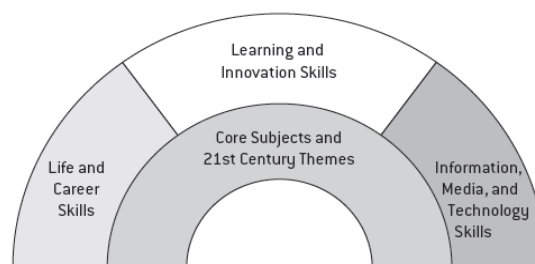 Learning and
Innovation Skills
Core Subjects and
21st Century Themes
Life and
Career
Skills
Information,
Media, and
Technology
Skills